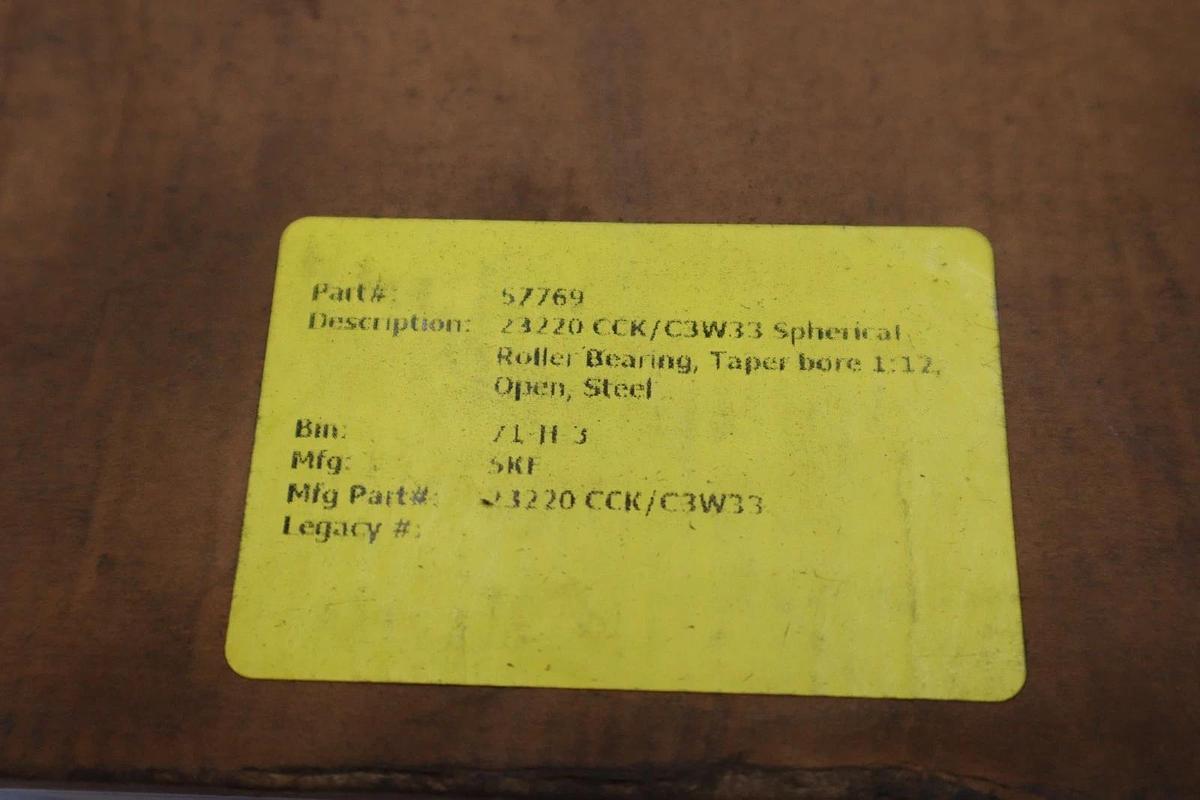 Part#: 57769
Description: 23220 CCK/C3W33 Spherical
Roller Bearing, Taper bore 1:12,
Open, Steel
Bin: 71-H-3
Mfg: SKF
Mfg Part#: 23220 CCK/C3W33
Legacy #: